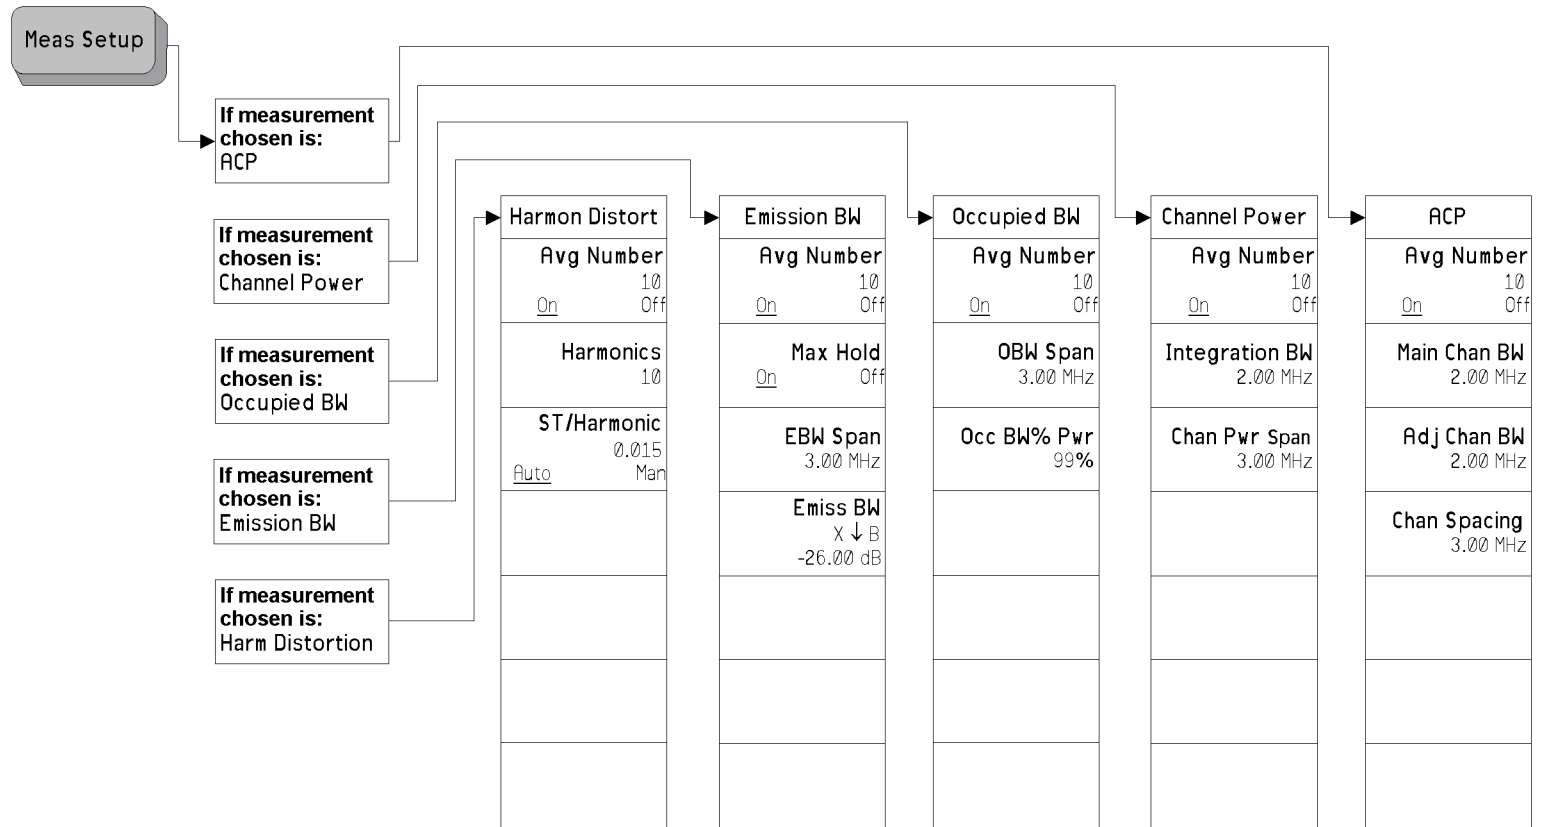 Meas Setup
If measurement
chosen is:
ACP
If measurement
chosen is:
Channel Power
If measurement
chosen is:
Occupied BW
If measurement
chosen is:
Emission BW
If measurement
chosen is:
Harm Distortion
Harmon Distort
Avg Number
10
On Off
Harmonics
10
ST/Harmonic
0.015
Auto Man
Emission BW
Avg Number
10
On Off
Max Hold
On Off
EBW Span
3.00 MHz
Emiss BW
X ↓ B
-26.00 dB
Occupied BW
Avg Number
10
On Off
OBW Span
3.00 MHz
Occ BW% Pwr
99%
Channel Power
Avg Number
10
On Off
Integration BW
2.00 MHz
Chan Pwr Span
3.00 MHz
ACP
Avg Number
10
On Off
Main Chan BW
2.00 MHz
Adj Chan BW
2.00 MHz
Chan Spacing
3.00 MHz